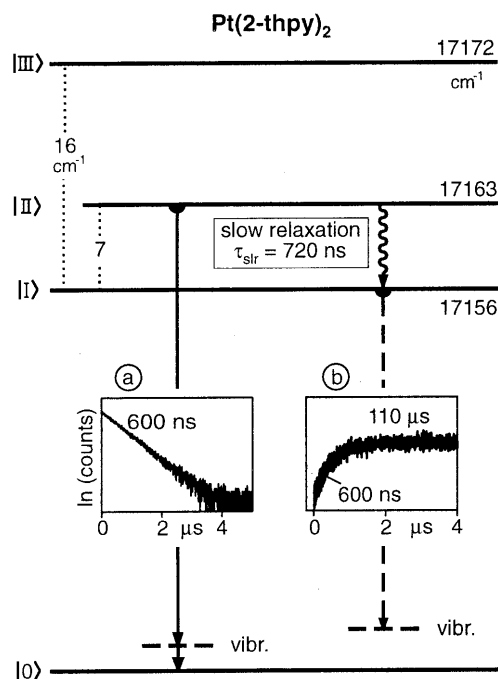 Pt(2-thpy)₂
|III⟩
17172
cm⁻¹
16
cm⁻¹
|II⟩
17163
7
slow relaxation
τslr = 720 ns
|I⟩
17156
a
b
600 ns
110 μs
600 ns
ln (counts)
0 2 μs 4
0 2 μs 4
vibr.
vibr.
|0⟩